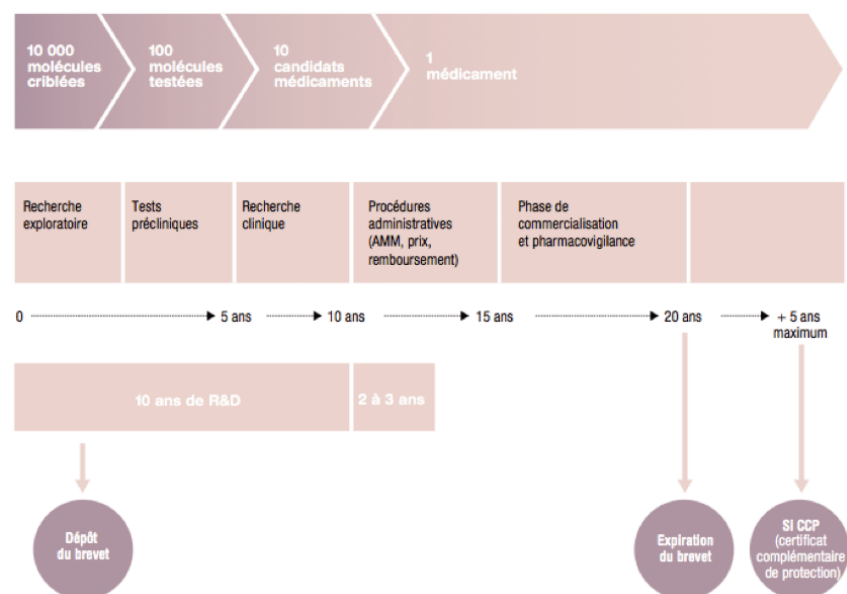 10 000
molécules
criblées
100
molécules
testées
10
candidats
médicaments
1
médicament
Recherche
exploratoire
Tests
précliniques
Recherche
clinique
Procédures
administratives
(AMM, prix,
remboursement)
Phase de
commercialisation
et pharmacovigilance
0
5 ans
10 ans
15 ans
20 ans
+ 5 ans
maximum
10 ans de R&D
2 à 3 ans
Dépôt
du brevet
Expiration
du brevet
SI CCP
(certificat
complémentaire
de protection)